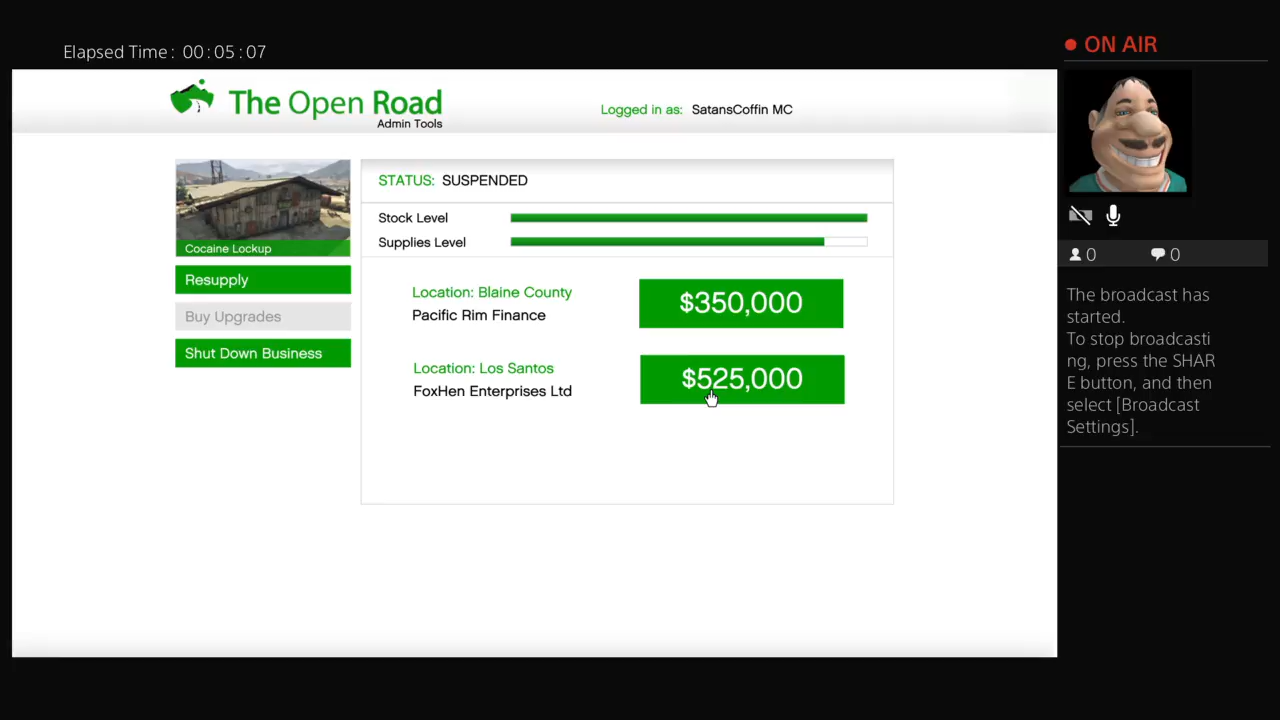 Elapsed Time: 00:05:07
ON AIR
The Open Road
Admin Tools
Logged in as: SatansCoffin MC
Cocaine Lockup
Resupply
Buy Upgrades
Shut Down Business
STATUS: SUSPENDED
Stock Level
Supplies Level
Location: Blaine County
Pacific Rim Finance
$350,000
Location: Los Santos
FoxHen Enterprises Ltd
$525,000
0
0
The broadcast has
started.
To stop broadcasti
ng, press the SHAR
E button, and then
select [Broadcast
Settings].